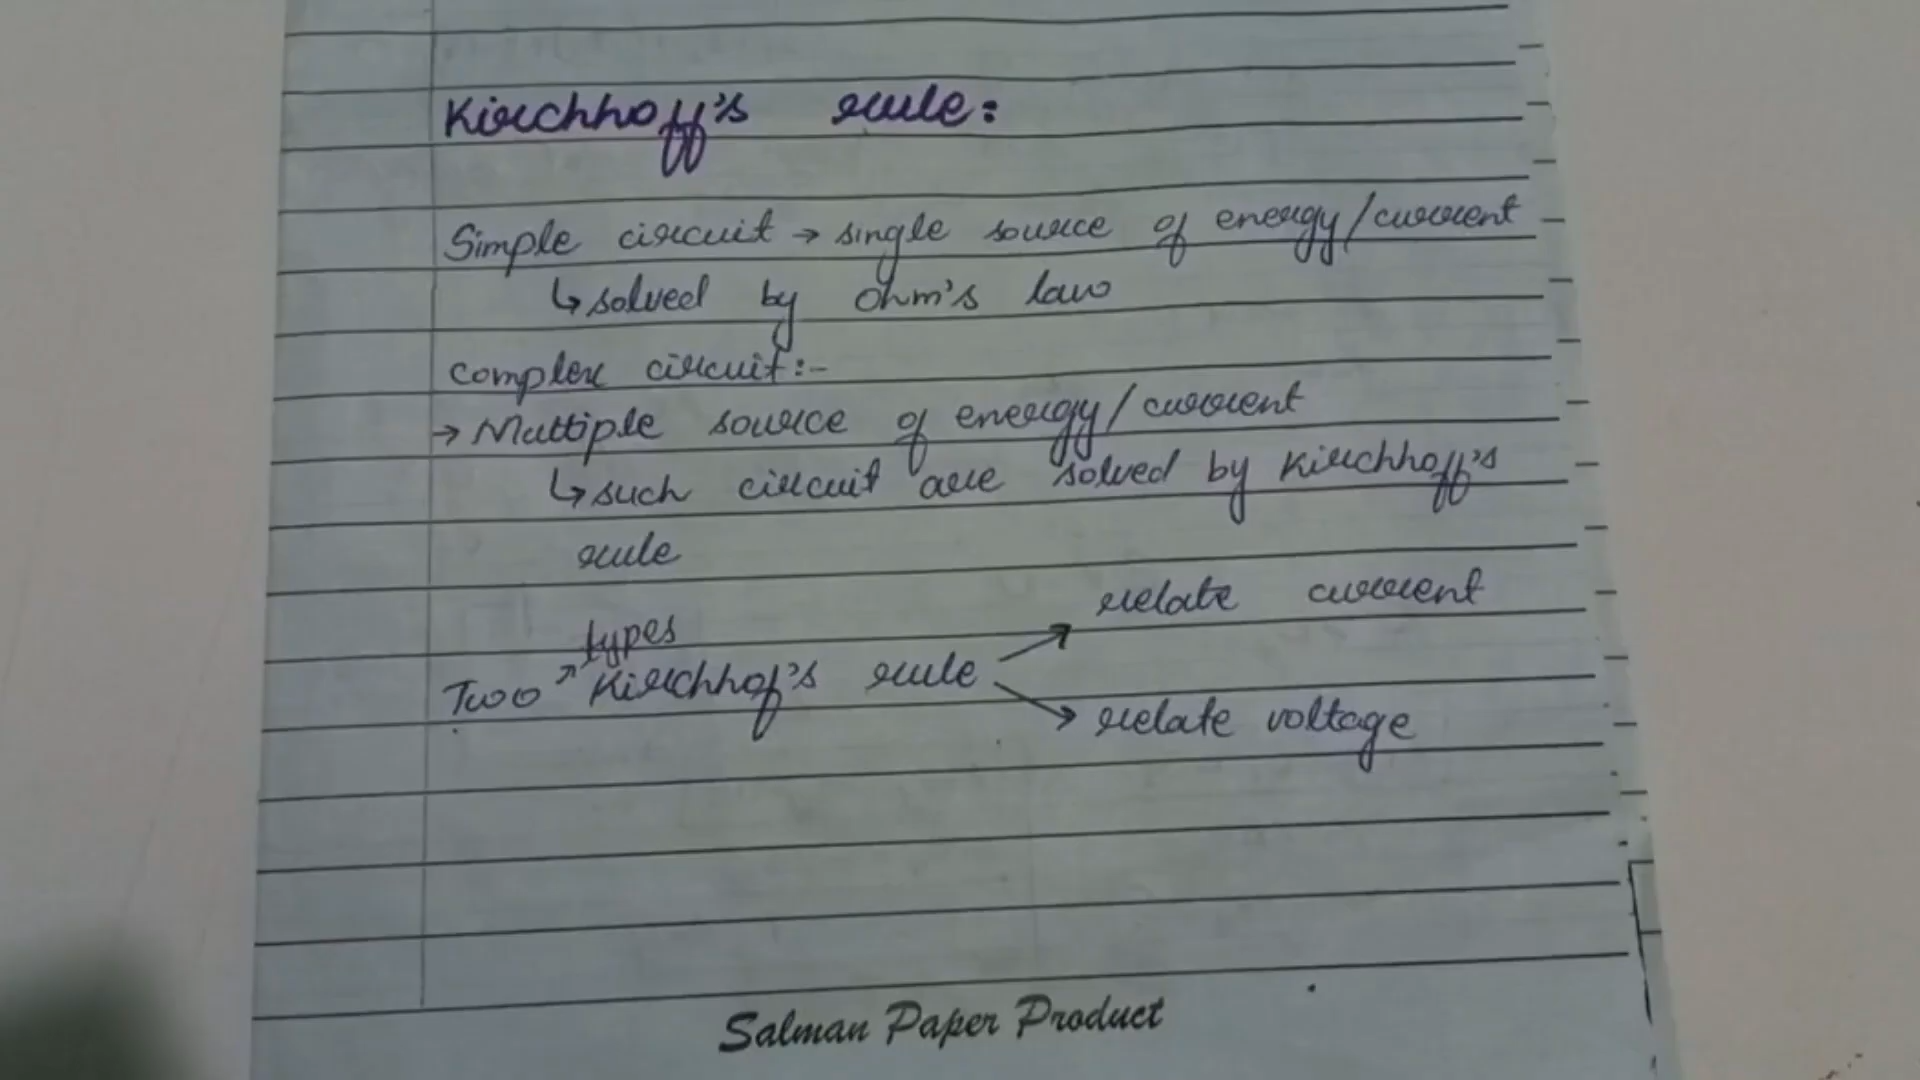 Kirchhoff's rule:
Simple circuit → single source of energy/current
↳ solved by ohm's law
complex circuit:-
→ Multiple source of energy/current
↳ such circuit are solved by Kirchhoff's
rule
relate current
types
Two ↗ Kirchhof's rule
relate voltage
Salman Paper Product